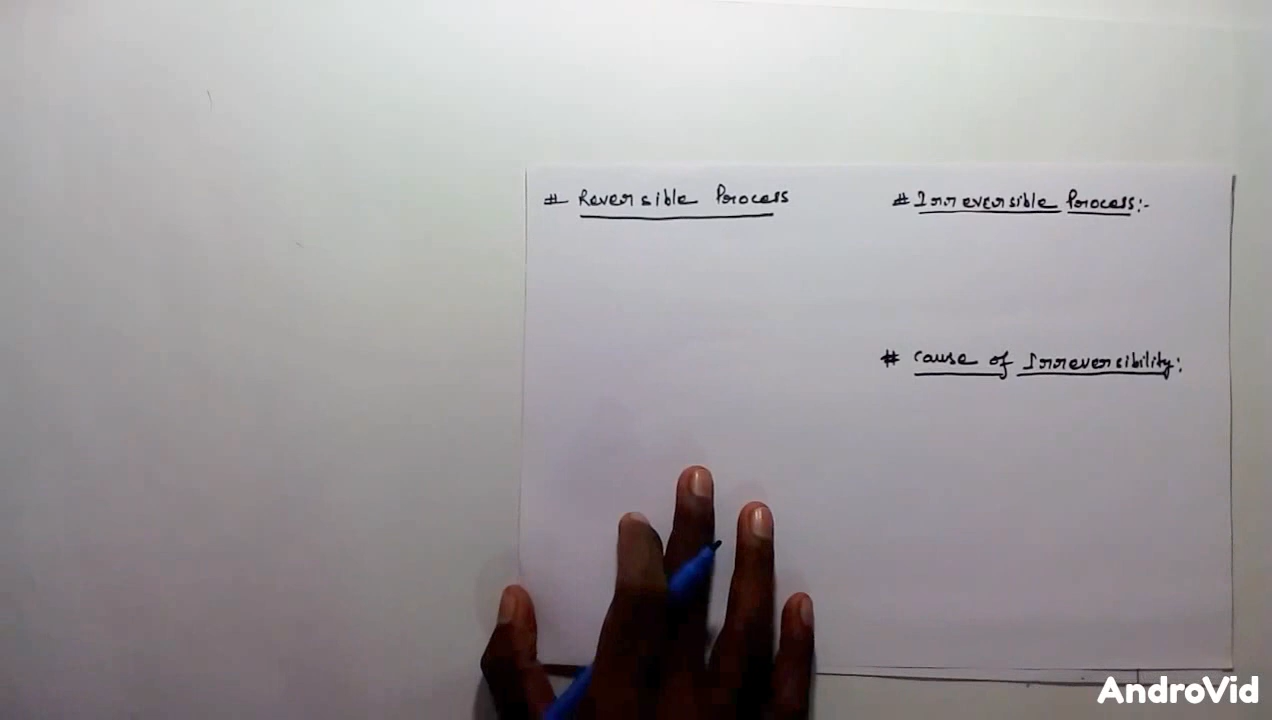 # Reversible Process
# Irreversible Process:-
# Cause of Irreversibility:
AndroVid